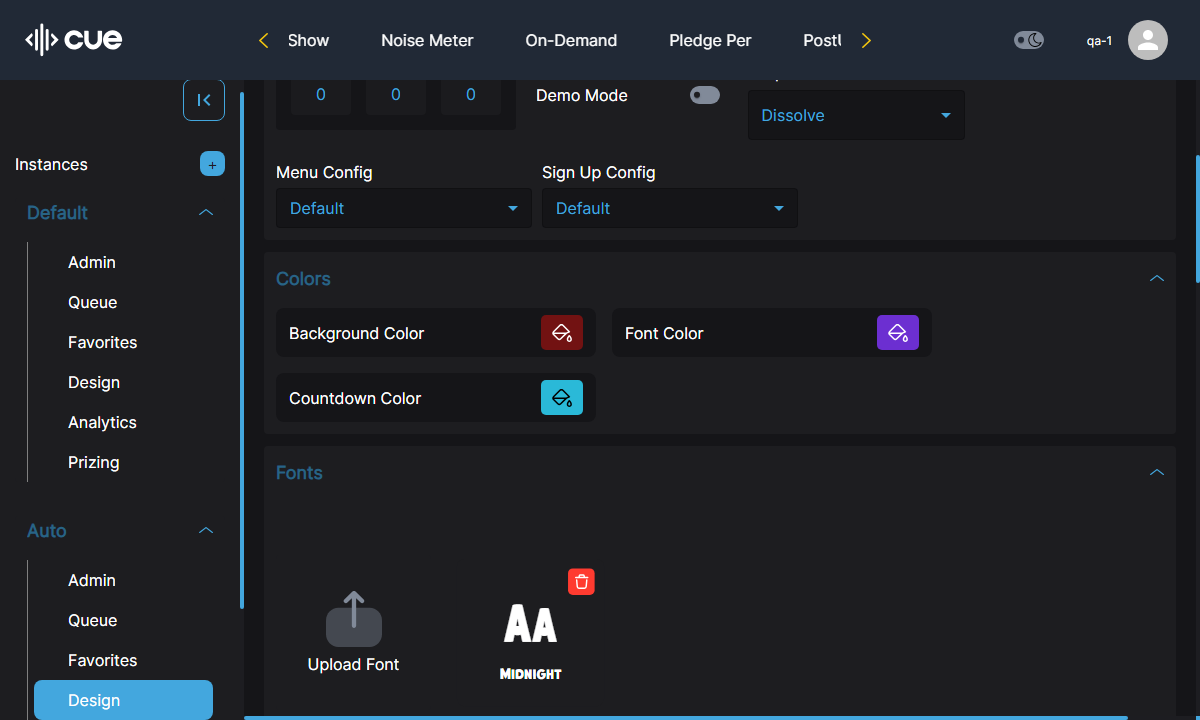 cue
Show
Noise Meter
On-Demand
Pledge Per
qa-1
Instances
+
Default
Admin
Queue
Favorites
Design
Analytics
Prizing
Auto
Admin
Queue
Favorites
Design
0
0
0
Demo Mode
Dissolve
Menu Config
Sign Up Config
Default
Default
Colors
Background Color
Font Color
Countdown Color
Fonts
Upload Font
AA
MIDNIGHT